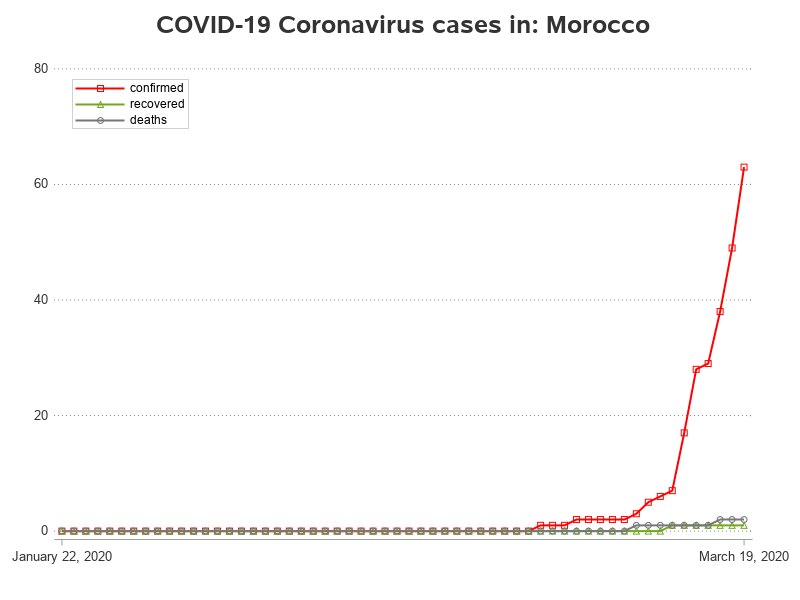 COVID-19 Coronavirus cases in: Morocco
80
confirmed
recovered
deaths
60
40
20
0
January 22, 2020
March 19, 2020